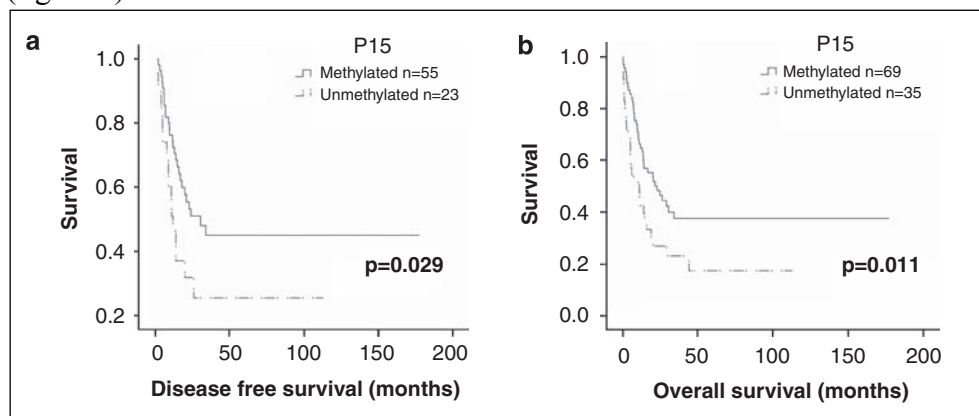 a
P15
Methylated n=55
Unmethylated n=23
1.0
0.8
0.6
0.4
0.2
Survival
p=0.029
0 50 100 150 200
Disease free survival (months)
b
P15
Methylated n=69
Unmethylated n=35
1.0
0.8
0.6
0.4
0.2
0.0
Survival
p=0.011
0 50 100 150 200
Overall survival (months)